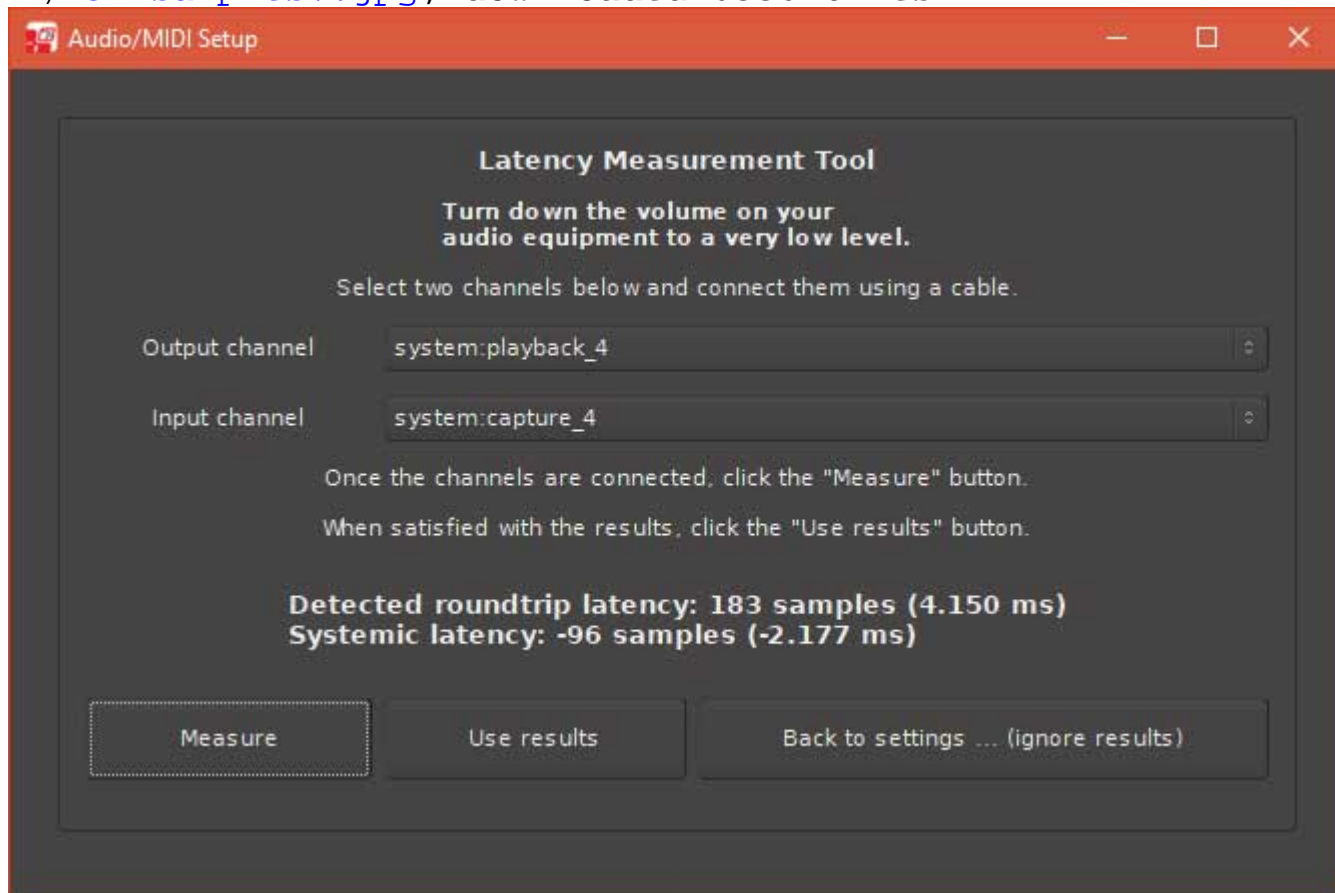 Audio/MIDI Setup
Latency Measurement Tool
Turn down the volume on your
audio equipment to a very low level.
Select two channels below and connect them using a cable.
Output channel system:playback_4
Input channel system:capture_4
Once the channels are connected, click the "Measure" button.
When satisfied with the results, click the "Use results" button.
Detected roundtrip latency: 183 samples (4.150 ms)
Systemic latency: -96 samples (-2.177 ms)
Measure Use results Back to settings ... (ignore results)